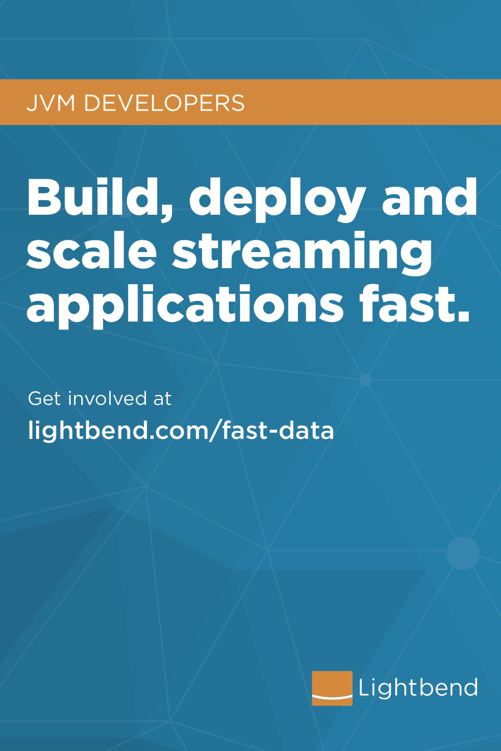 JVM DEVELOPERS
Build, deploy and
scale streaming
applications fast.
Get involved at
lightbend.com/fast-data
Lightbend